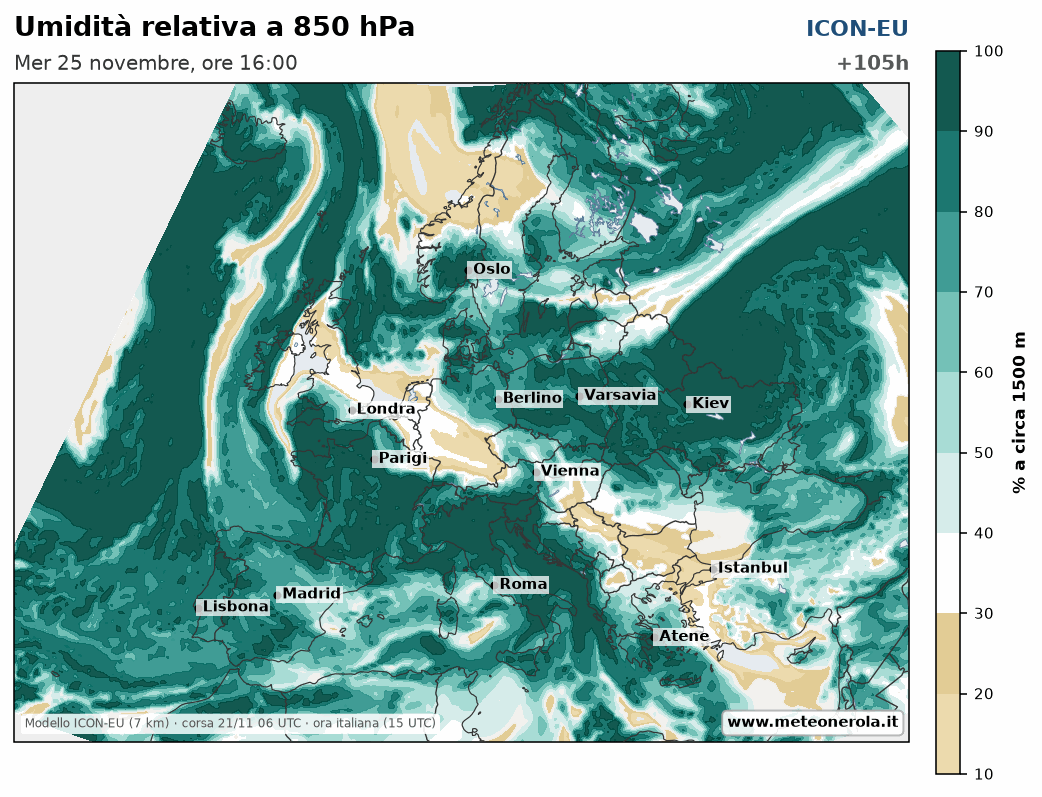 Umidità relativa a 850 hPa
ICON-EU
Mer 25 novembre, ore 16:00
+105h
100
90
80
70
60
50
40
30
20
10
% a circa 1500 m
Oslo
Berlino
Varsavia
Kiev
Londra
Parigi
Vienna
Istanbul
Roma
Madrid
Lisbona
Atene
Modello ICON-EU (7 km) · corsa 21/11 06 UTC · ora italiana (15 UTC)
www.meteonerola.it